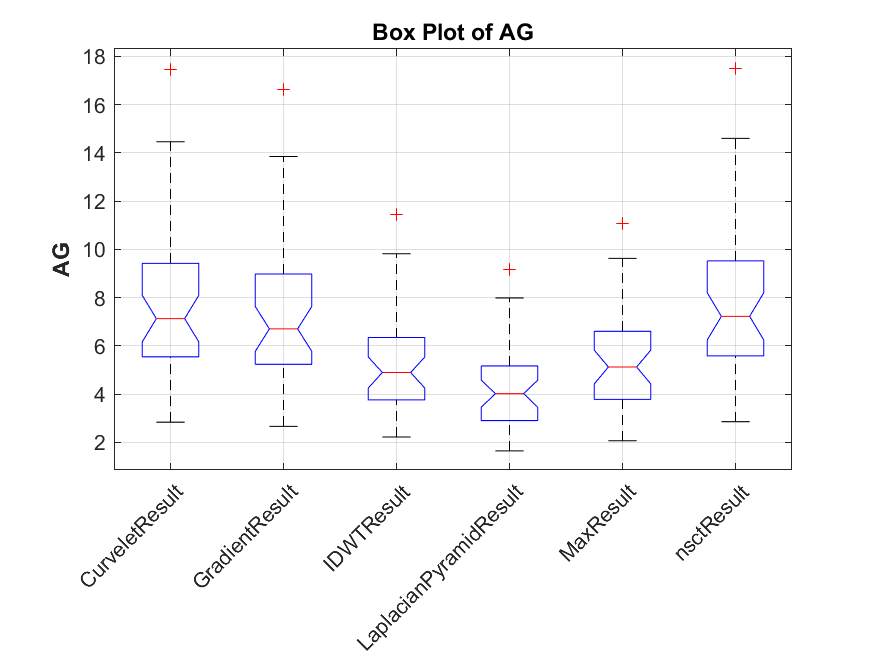 Box Plot of AG
18
16
14
12
10
8
6
4
2
AG
CurveletResult
GradientResult
IDWTResult
LaplacianPyramidResult
MaxResult
nsctResult